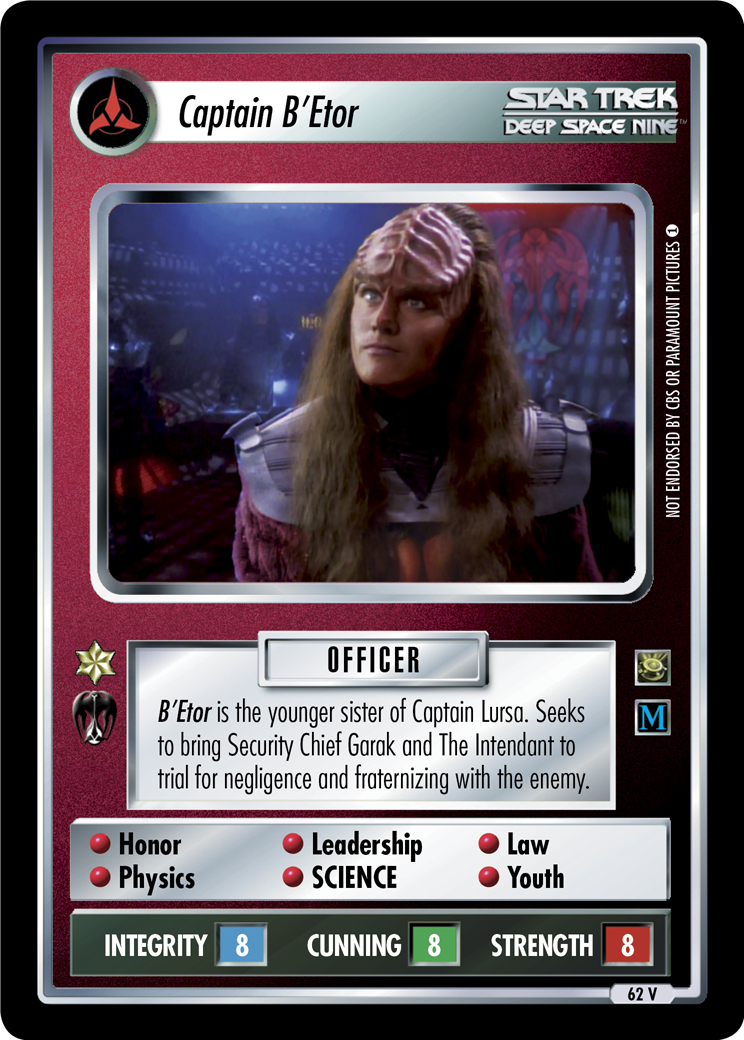 Captain B'Etor
STAR TREK
DEEP SPACE NINE™
NOT ENDORSED BY CBS OR PARAMOUNT PICTURES 1
OFFICER
B'Etor is the younger sister of Captain Lursa. Seeks
to bring Security Chief Garak and The Intendant to
trial for negligence and fraternizing with the enemy.
M
Honor Leadership Law
Physics SCIENCE Youth
INTEGRITY 8 CUNNING 8 STRENGTH 8
62 V